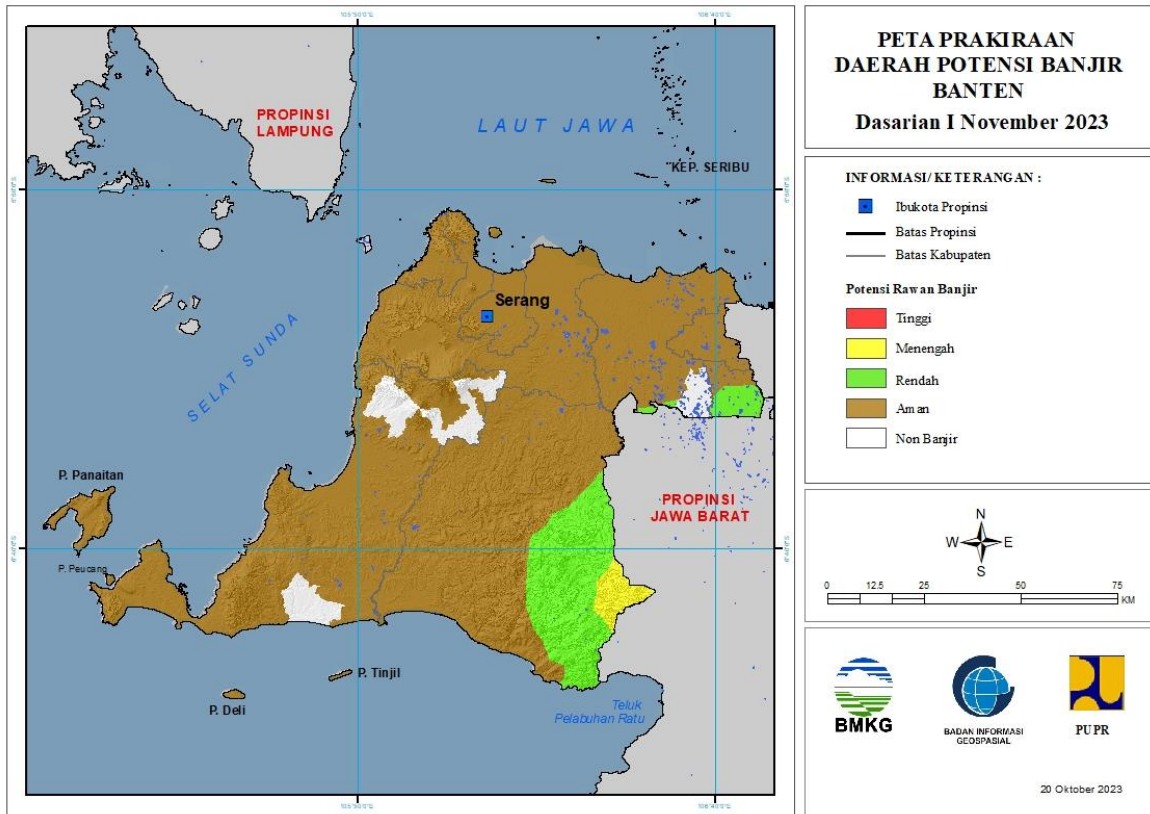 PROPINSI
LAMPUNG
LAUT JAWA
KEP. SERIBU
Serang
SELAT SUNDA
P. Panaitan
PROPINSI
JAWA BARAT
P. Peucang
P. Tinjil
P. Deli
Teluk
Pelabuhan Ratu
PETA PRAKIRAAN
DAERAH POTENSI BANJIR
BANTEN
Dasarian I November 2023
INFORMASI/ KETERANGAN :
Ibukota Propinsi
Batas Propinsi
Batas Kabupaten
Potensi Rawan Banjir
Tinggi
Menengah
Rendah
Aman
Non Banjir
N
W E
S
0 12.5 25 50 75
KM
BMKG
BADAN INFORMASI
GEOSPASIAL
PUPR
20 Oktober 2023